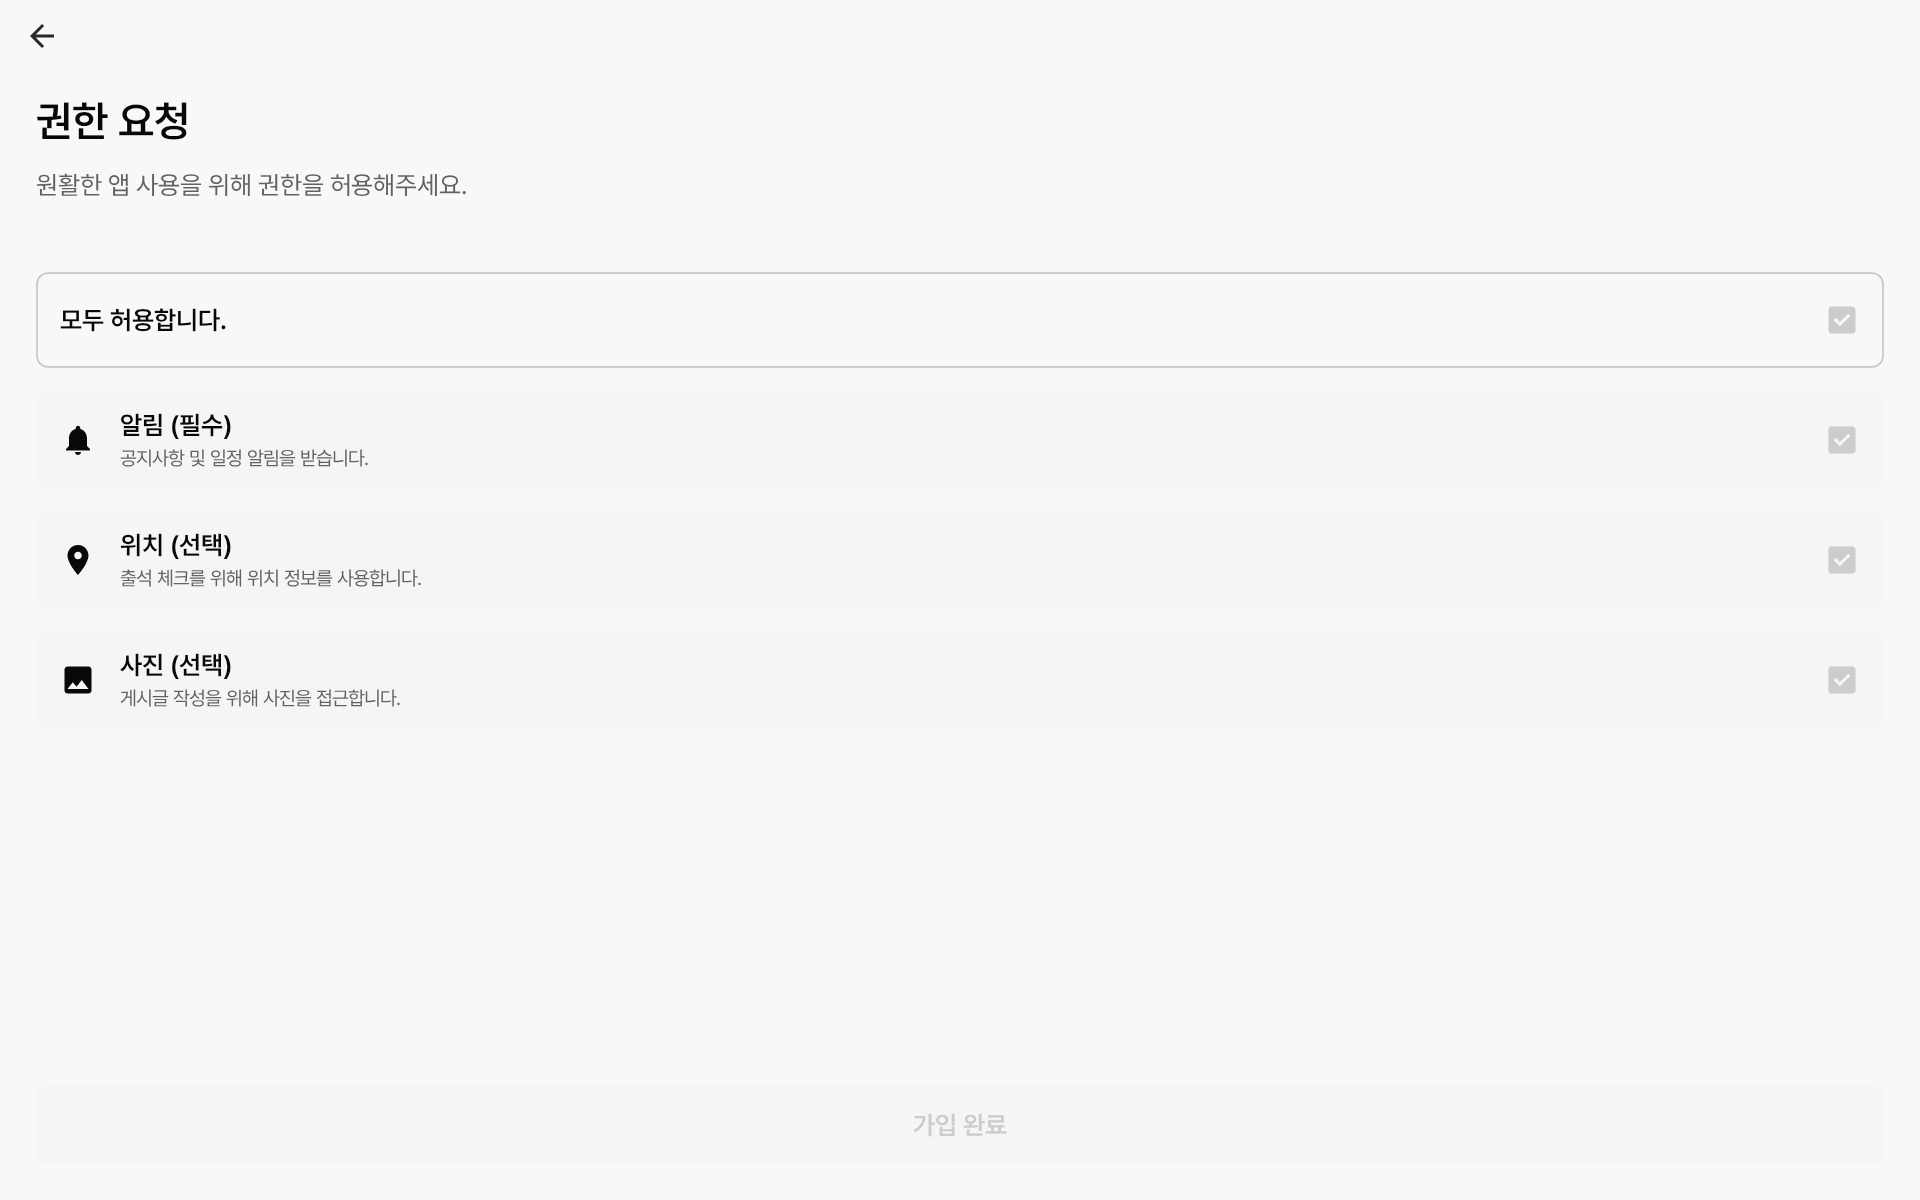 권한 요청
원활한 앱 사용을 위해 권한을 허용해주세요.
모두 허용합니다.
알림 (필수)
공지사항 및 일정 알림을 받습니다.
위치 (선택)
출석 체크를 위해 위치 정보를 사용합니다.
사진 (선택)
게시글 작성을 위해 사진을 접근합니다.
가입 완료